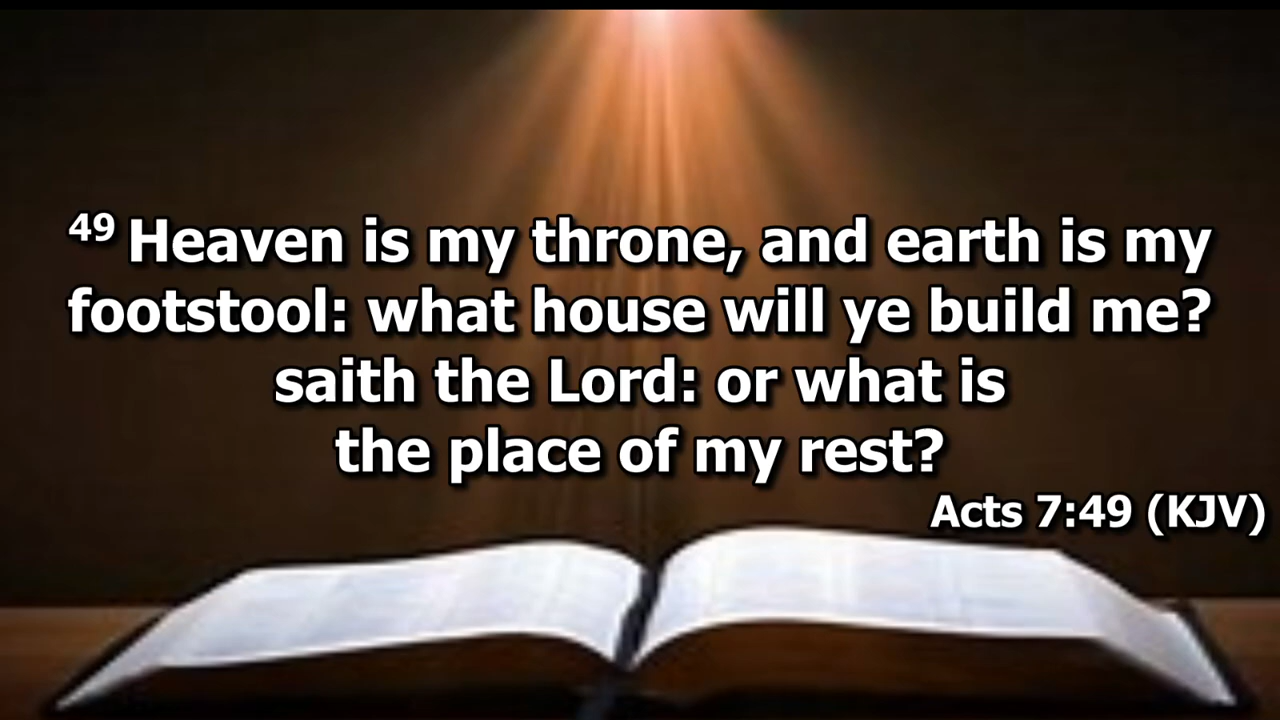 49 Heaven is my throne, and earth is my
footstool: what house will ye build me?
saith the Lord: or what is
the place of my rest?
Acts 7:49 (KJV)